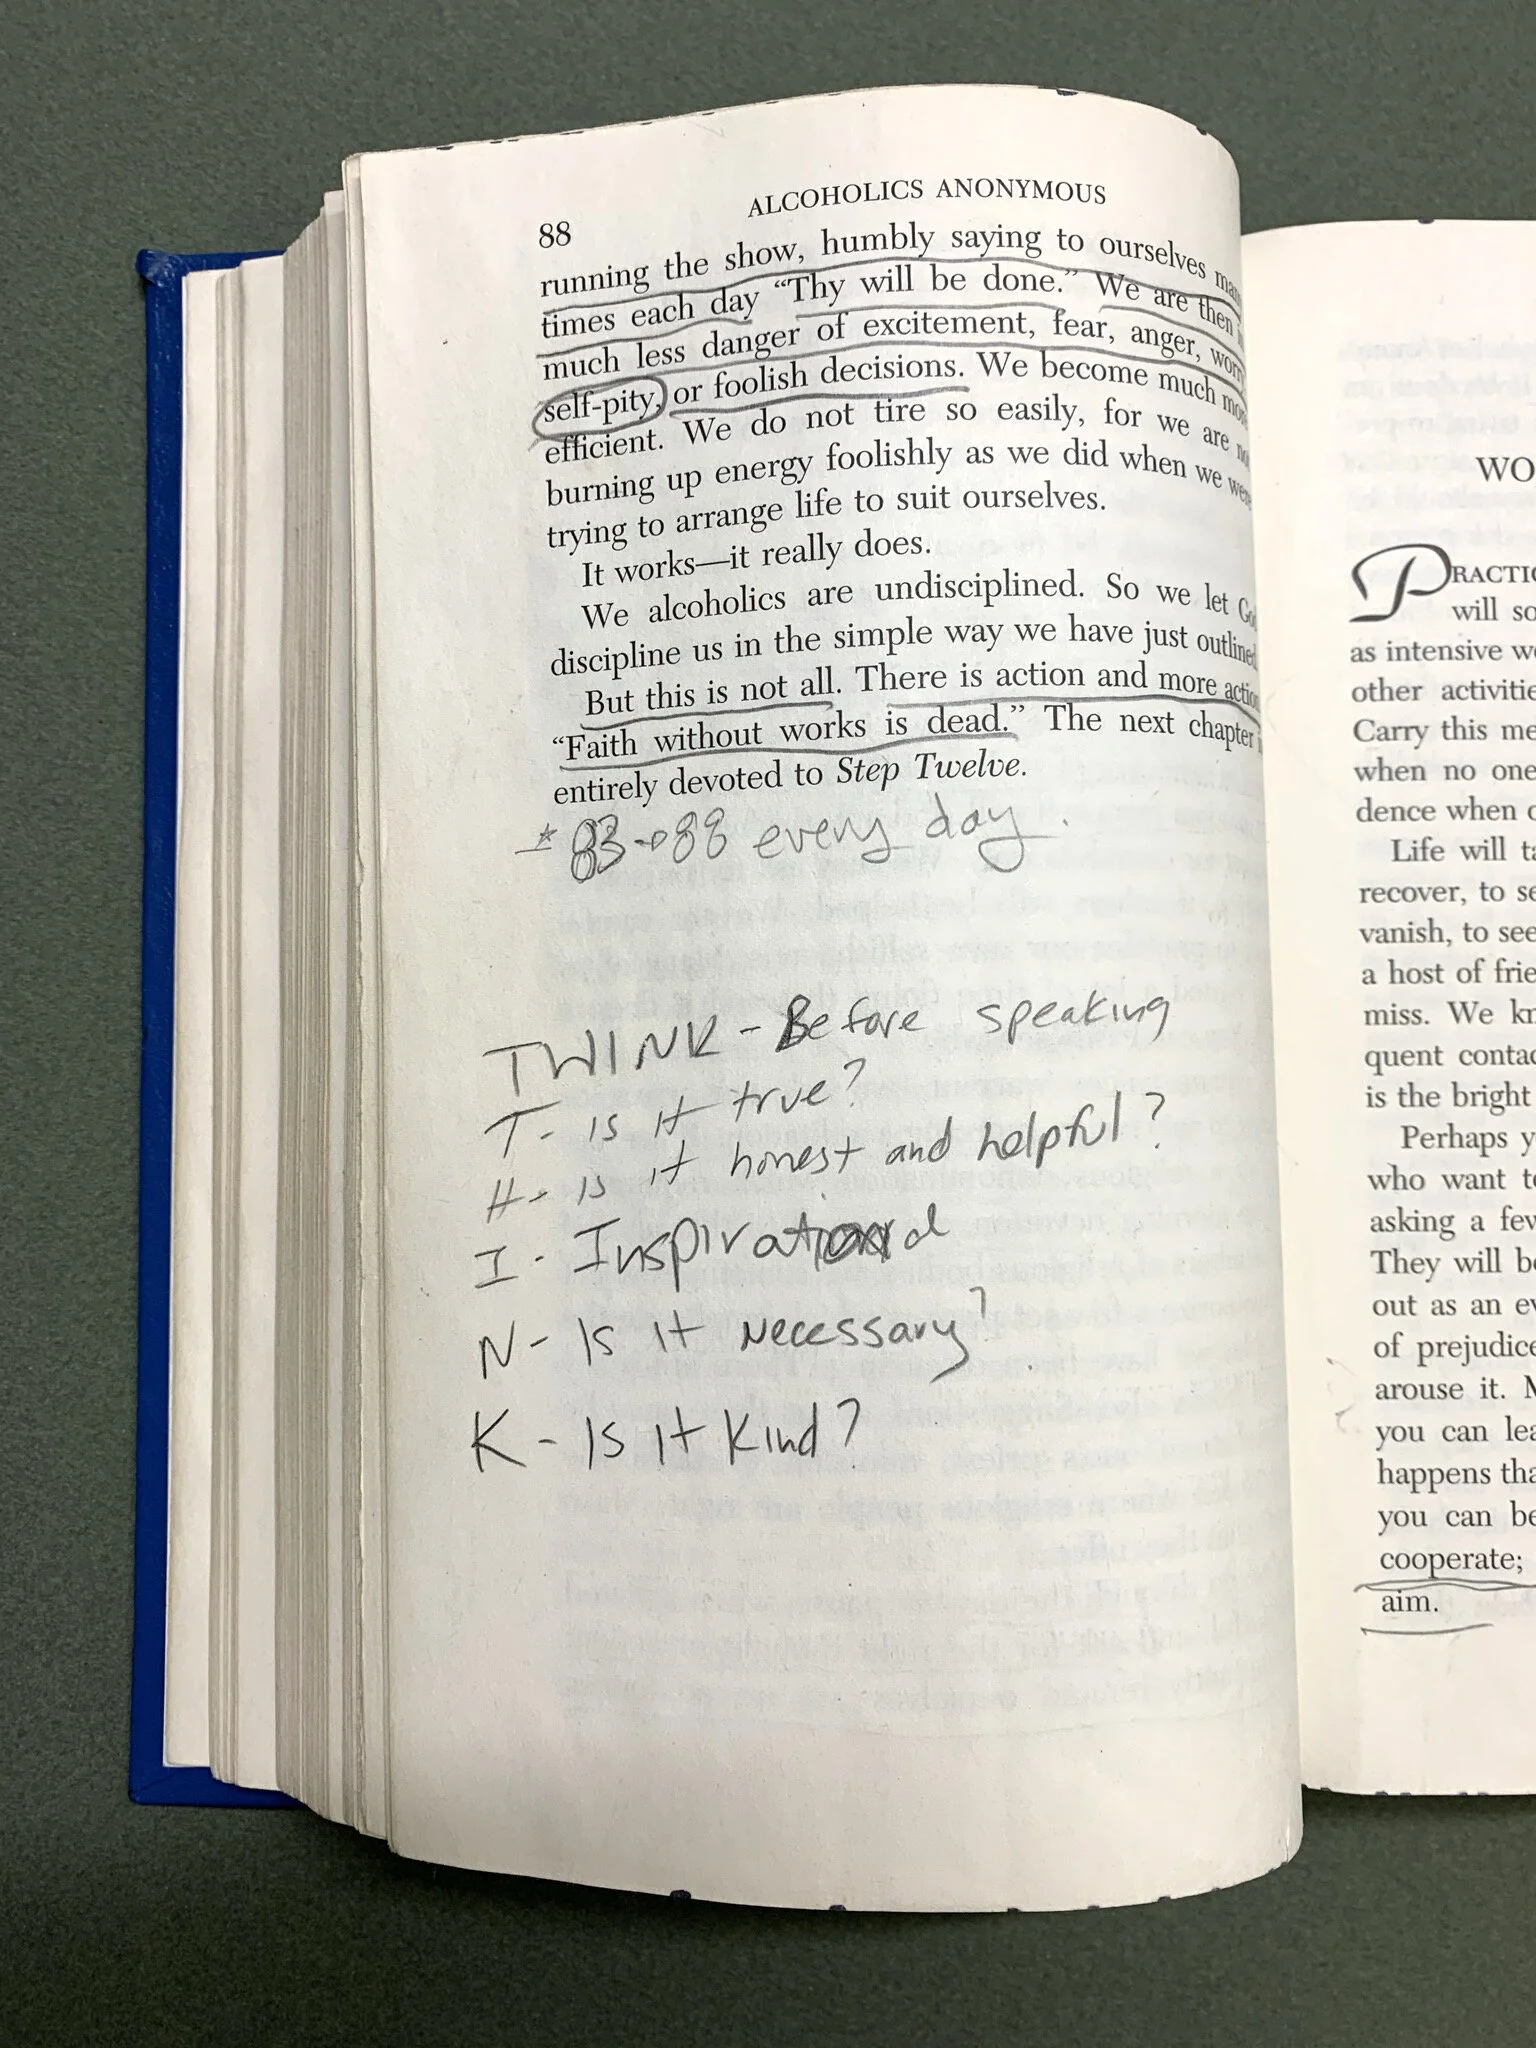 88
ALCOHOLICS ANONYMOUS
running the show, humbly saying to ourselves
times each day “Thy will be done.” We are then
much less danger of excitement, fear, anger, worry
self-pity, or foolish decisions. We become much
efficient. We do not tire so easily, for we are
burning up energy foolishly as we did when we were
trying to arrange life to suit ourselves.
It works—it really does.
We alcoholics are undisciplined. So we let
discipline us in the simple way we have just outlined
But this is not all. There is action and more action
“Faith without works is dead.” The next chapter
entirely devoted to Step Twelve.
* 83→88 every day.
THINK - Before speaking
T - is it true?
H - is it honest and helpful?
I - Inspirational
N - Is it Necessary?
K - Is it Kind?
WO
PRACTIC
will so
as intensive
other activitie
Carry this me
when no one
dence when
Life will ta
recover, to se
vanish, to see
a host of frie
miss. We kn
quent contac
is the bright
Perhaps y
who want to
asking a few
They will be
out as an ev
of prejudice
arouse it.
you can lea
happens tha
you can be
cooperate;
aim.